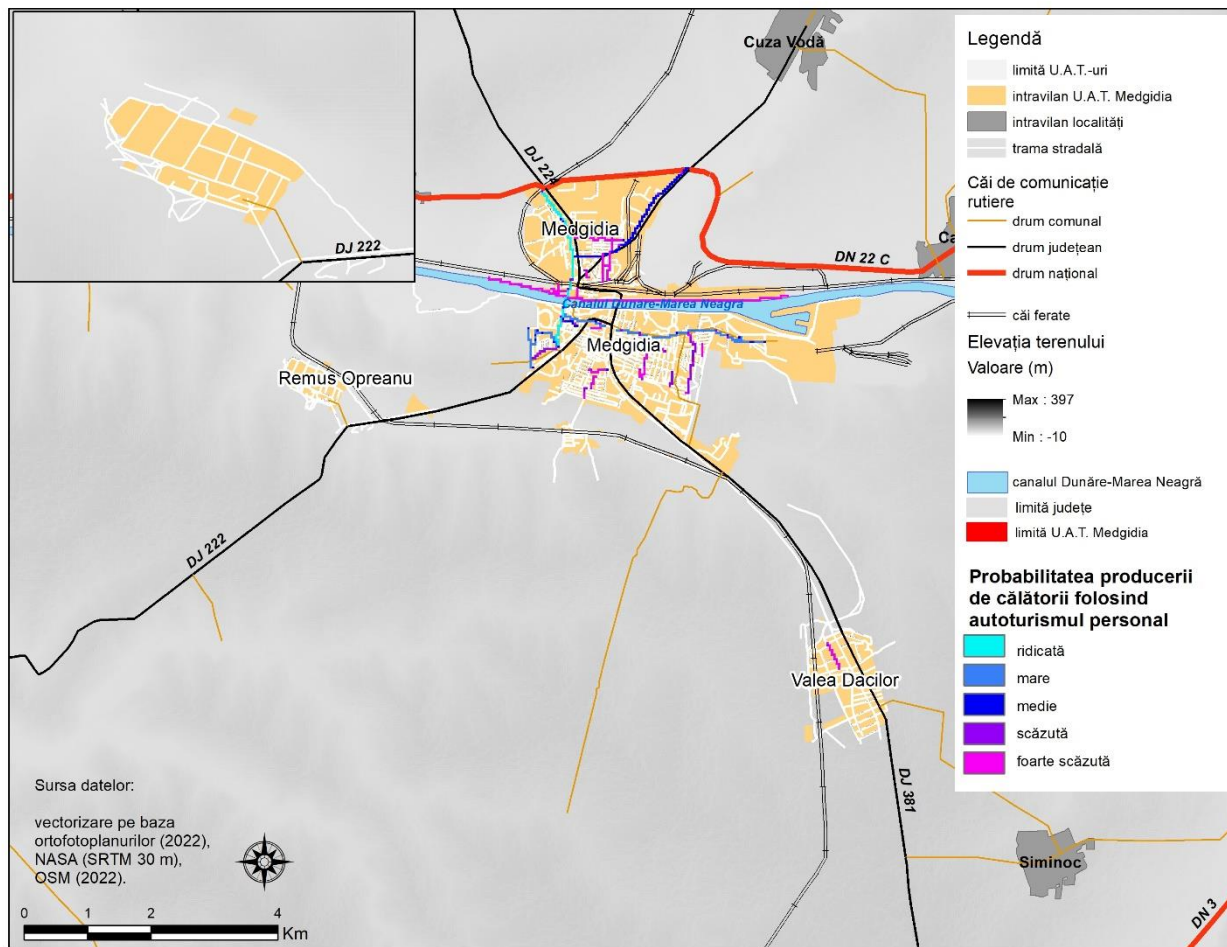 Cuza Vodă
DJ 222
DJ 224
Medgidia
DN 22 C
Ca
Canalul Dunăre-Marea Neagră
Medgidia
Remus Opreanu
DJ 222
Valea Dacilor
DJ 381
Siminoc
DN 3
Sursa datelor:
vectorizare pe baza
ortofotoplanurilor (2022),
NASA (SRTM 30 m),
OSM (2022).
0 1 2 4
Km
Legendă
limită U.A.T.-uri
intravilan U.A.T. Medgidia
intravilan localități
trama stradală
Căi de comunicație
rutiere
drum comunal
drum județean
drum național
căi ferate
Elevația terenului
Valoare (m)
Max : 397
Min : -10
canalul Dunăre-Marea Neagră
limită județe
limită U.A.T. Medgidia
Probabilitatea producerii
de călătorii folosind
autoturismul personal
ridicată
mare
medie
scăzută
foarte scăzută